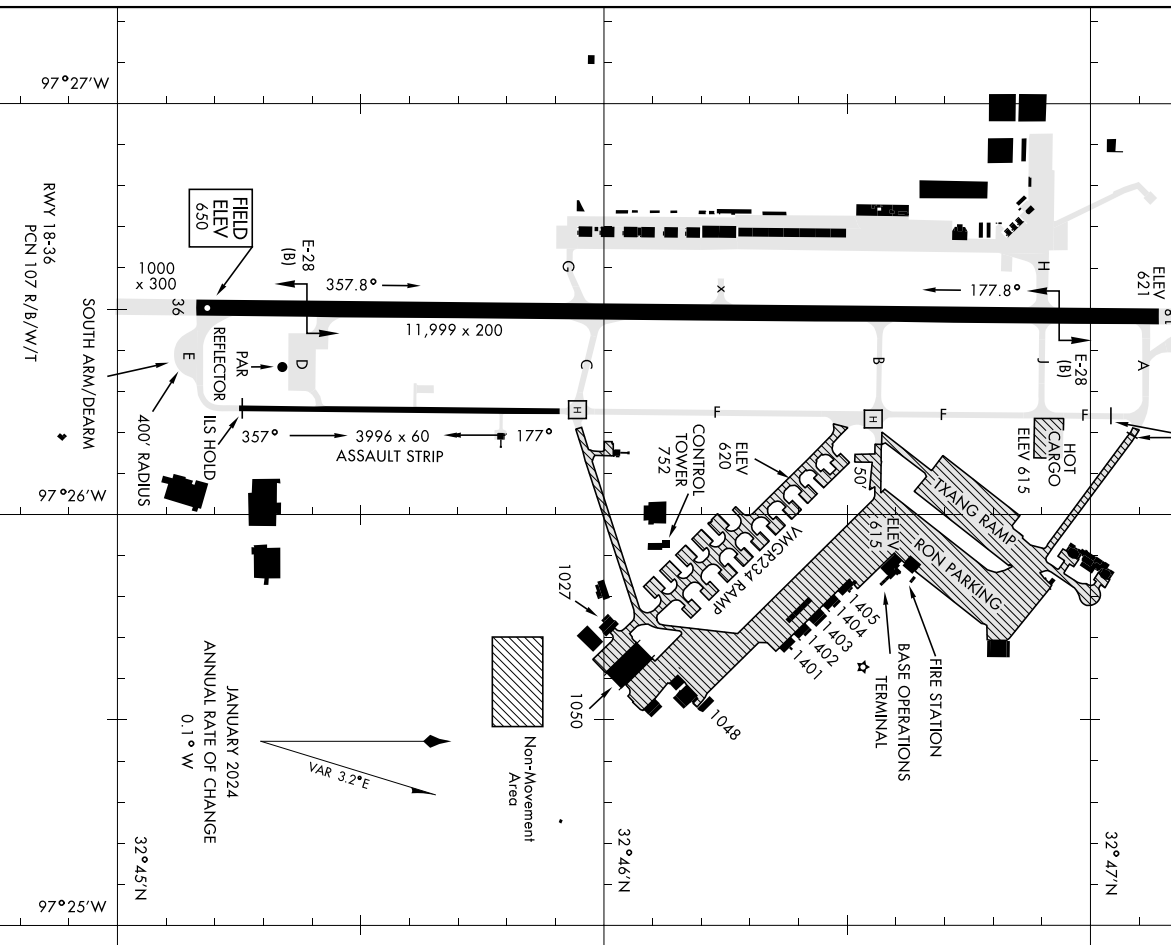 97°27'W
RWY 18-36
PCN 107 R/B/W/T
FIELD
ELEV
650
E-28
(B)
1000
x 300
357.8°
36
11,999 x 200
G
x
H
177.8°
ELEV
621
18
SOUTH ARM/DEARM
E
REFLECTOR
PAR
D
C
B
J
E-28
(B)
A
400' RADIUS
ILS HOLD
H
F
H
F
F
357°
3996 x 60
177°
ASSAULT STRIP
CONTROL
TOWER
752
ELEV
620
50'
HOT
CARGO
ELEV 615
97°26'W
TXANG RAMP
ELEV
615
RON PARKING
VMGR234 RAMP
1027
1405
1404
1403
1402
1401
FIRE STATION
BASE OPERATIONS
TERMINAL
1050
1048
JANUARY 2024
ANNUAL RATE OF CHANGE
0.1° W
VAR 3.2°E
Non-Movement
Area
32°45'N
32°46'N
32°47'N
97°25'W